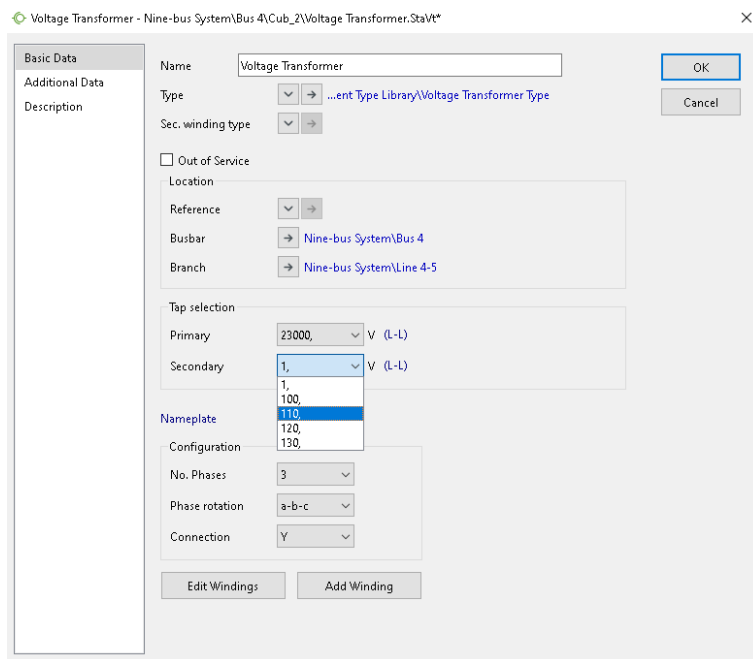 Voltage Transformer - Nine-bus System\Bus 4\Cub_2\Voltage Transformer.StaVt*
Basic Data
Additional Data
Description
Name Voltage Transformer
OK
Type ...ent Type Library\Voltage Transformer Type
Cancel
Sec. winding type
Out of Service
Location
Reference
Busbar Nine-bus System\Bus 4
Branch Nine-bus System\Line 4-5
Tap selection
Primary 23000, V (L-L)
Secondary 1, V (L-L)
1,
100,
110,
120,
130,
Nameplate
Configuration
No. Phases 3
Phase rotation a-b-c
Connection Y
Edit Windings Add Winding